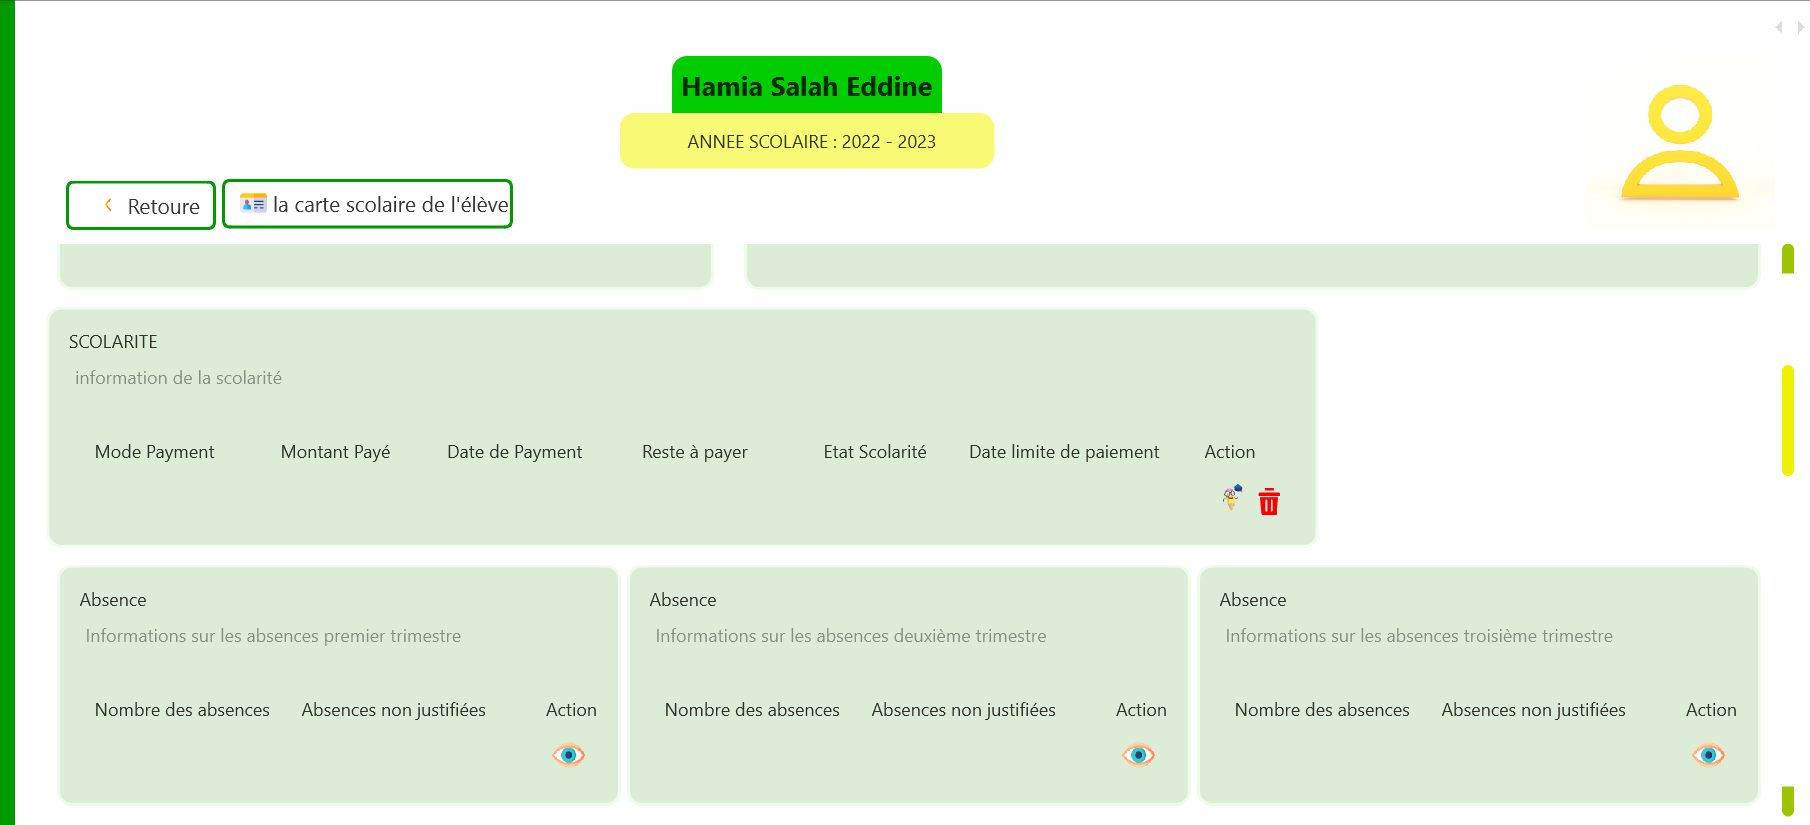 Hamia Salah Eddine
ANNEE SCOLAIRE : 2022 - 2023
Retoure
la carte scolaire de l'élève
SCOLARITE
information de la scolarité
Mode Payment Montant Payé Date de Payment Reste à payer Etat Scolarité Date limite de paiement Action
Absence
Informations sur les absences premier trimestre
Nombre des absences Absences non justifiées Action
Absence
Informations sur les absences deuxième trimestre
Nombre des absences Absences non justifiées Action
Absence
Informations sur les absences troisième trimestre
Nombre des absences Absences non justifiées Action